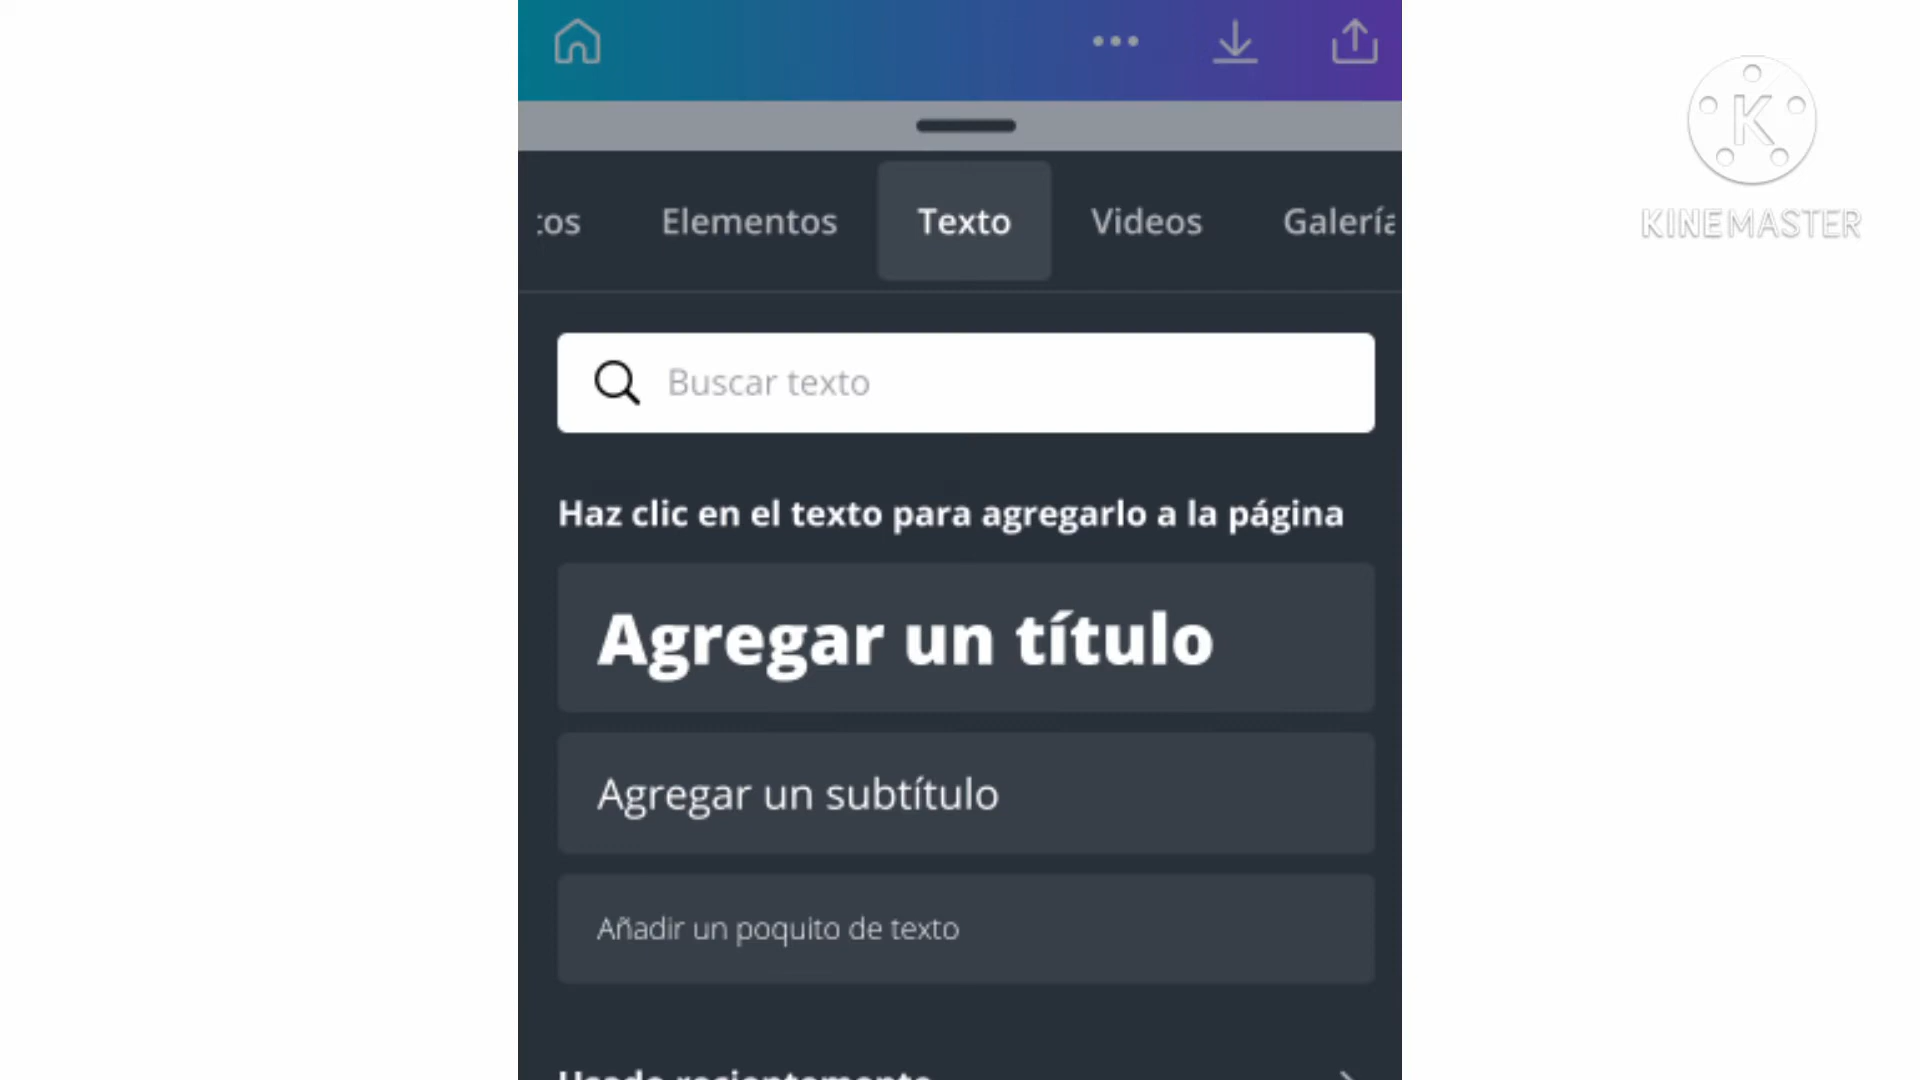 Elementos Texto Videos Galería
KINEMASTER
Buscar texto
Haz clic en el texto para agregarlo a la página
Agregar un título
Agregar un subtítulo
Añadir un poquito de texto
Usado recientemente